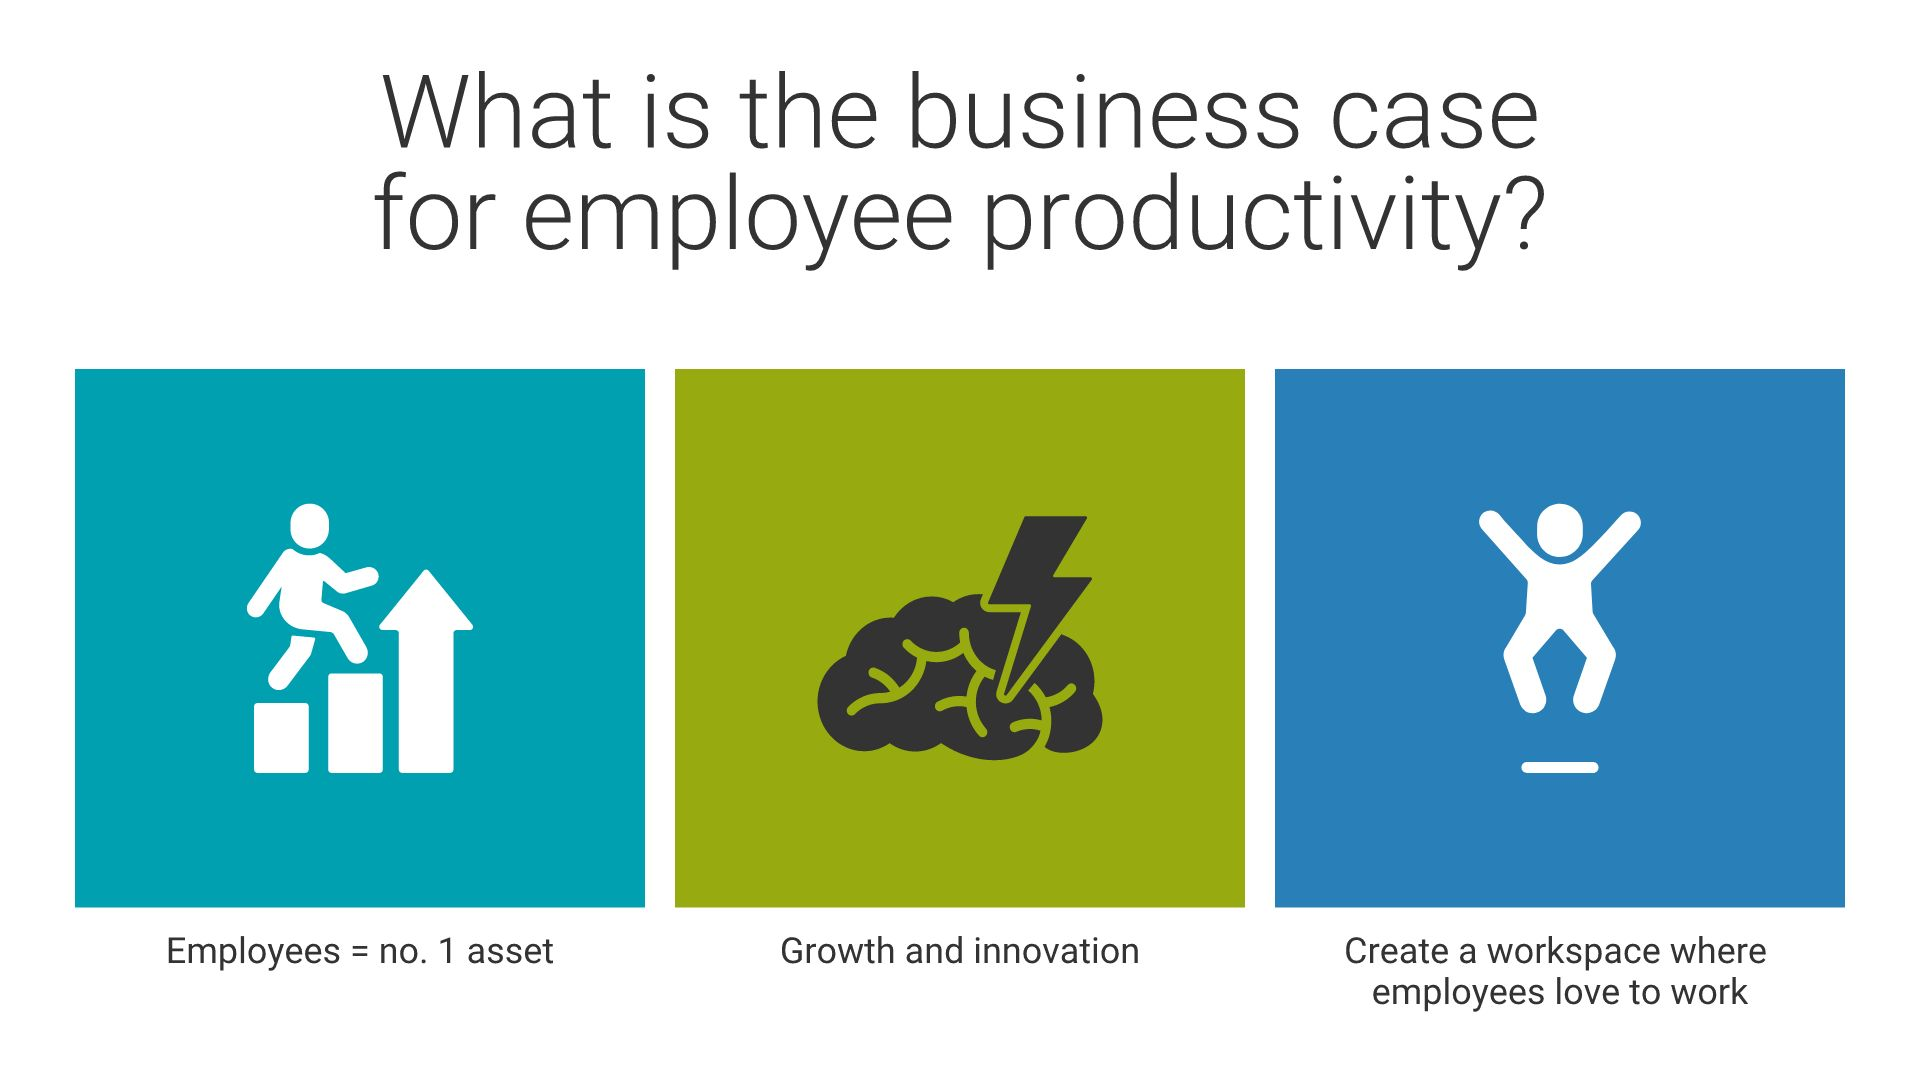 What is the business case
for employee productivity?
Employees = no. 1 asset
Growth and innovation
Create a workspace where
employees love to work